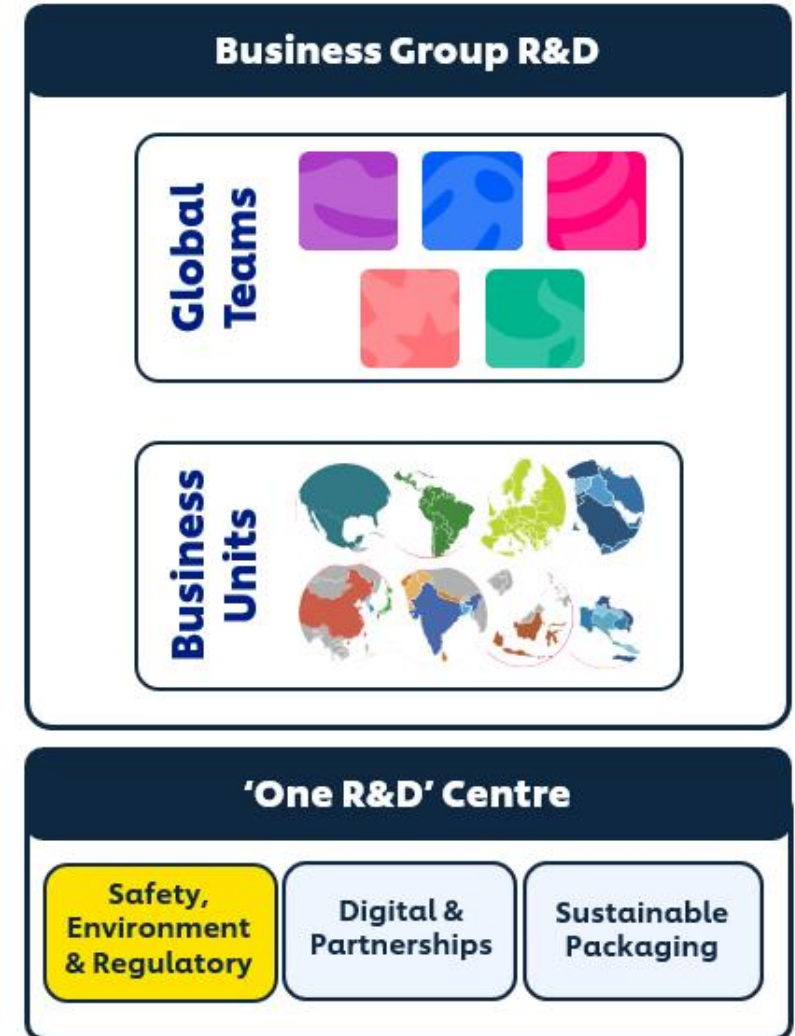 Business Group R&D
Global
Teams
Business
Units
‘One R&D’ Centre
Safety,
Environment
& Regulatory
Digital &
Partnerships
Sustainable
Packaging